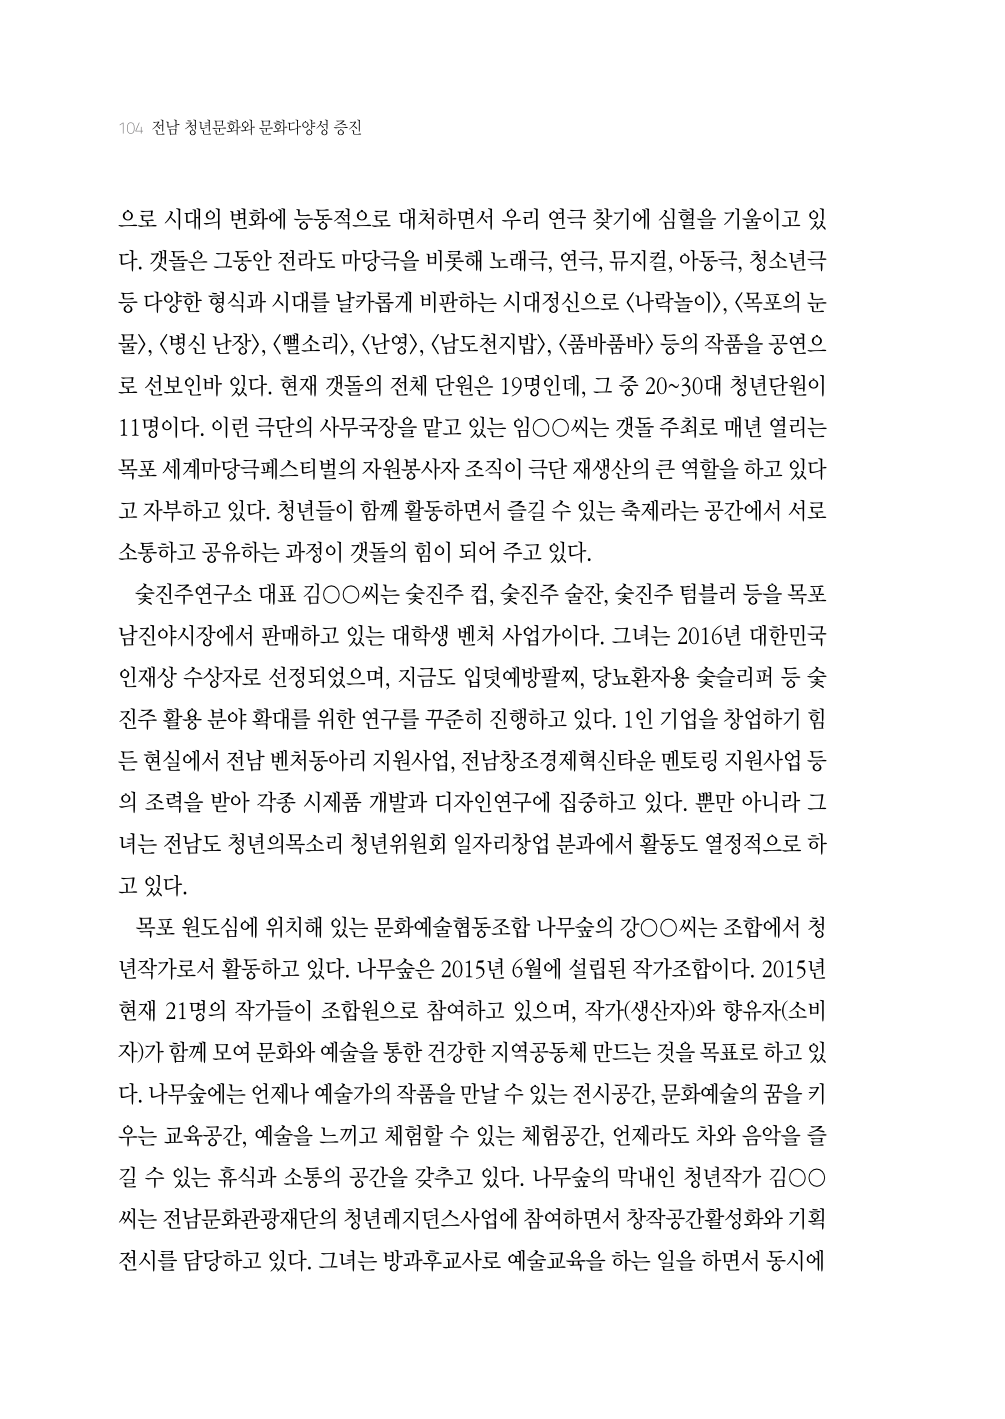 104 전남 청년문화와 문화다양성 증진
으로 시대의 변화에 능동적으로 대처하면서 우리 연극 찾기에 심혈을 기울이고 있
다. 갯돌은 그동안 전라도 마당극을 비롯해 노래극, 연극, 뮤지컬, 아동극, 청소년극
등 다양한 형식과 시대를 날카롭게 비판하는 시대정신으로 〈나락놀이〉, 〈목포의 눈
물〉, 〈병신 난장〉, 〈뻘소리〉, 〈난영〉, 〈남도천지밥〉, 〈품바품바〉 등의 작품을 공연으
로 선보인바 있다. 현재 갯돌의 전체 단원은 19명인데, 그 중 20~30대 청년단원이
11명이다. 이런 극단의 사무국장을 맡고 있는 임○○씨는 갯돌 주최로 매년 열리는
목포 세계마당극페스티벌의 자원봉사자 조직이 극단 재생산의 큰 역할을 하고 있다
고 자부하고 있다. 청년들이 함께 활동하면서 즐길 수 있는 축제라는 공간에서 서로
소통하고 공유하는 과정이 갯돌의 힘이 되어 주고 있다.
숯진주연구소 대표 김○○씨는 숯진주 컵, 숯진주 술잔, 숯진주 텀블러 등을 목포
남진야시장에서 판매하고 있는 대학생 벤처 사업가이다. 그녀는 2016년 대한민국
인재상 수상자로 선정되었으며, 지금도 입덧예방팔찌, 당뇨환자용 숯슬리퍼 등 숯
진주 활용 분야 확대를 위한 연구를 꾸준히 진행하고 있다. 1인 기업을 창업하기 힘
든 현실에서 전남 벤처동아리 지원사업, 전남창조경제혁신타운 멘토링 지원사업 등
의 조력을 받아 각종 시제품 개발과 디자인연구에 집중하고 있다. 뿐만 아니라 그
녀는 전남도 청년의목소리 청년위원회 일자리창업 분과에서 활동도 열정적으로 하
고 있다.
목포 원도심에 위치해 있는 문화예술협동조합 나무숲의 강○○씨는 조합에서 청
년작가로서 활동하고 있다. 나무숲은 2015년 6월에 설립된 작가조합이다. 2015년
현재 21명의 작가들이 조합원으로 참여하고 있으며, 작가(생산자)와 향유자(소비
자)가 함께 모여 문화와 예술을 통한 건강한 지역공동체 만드는 것을 목표로 하고 있
다. 나무숲에는 언제나 예술가의 작품을 만날 수 있는 전시공간, 문화예술의 꿈을 키
우는 교육공간, 예술을 느끼고 체험할 수 있는 체험공간, 언제라도 차와 음악을 즐
길 수 있는 휴식과 소통의 공간을 갖추고 있다. 나무숲의 막내인 청년작가 김○○
씨는 전남문화관광재단의 청년레지던스사업에 참여하면서 창작공간활성화와 기획
전시를 담당하고 있다. 그녀는 방과후교사로 예술교육을 하는 일을 하면서 동시에